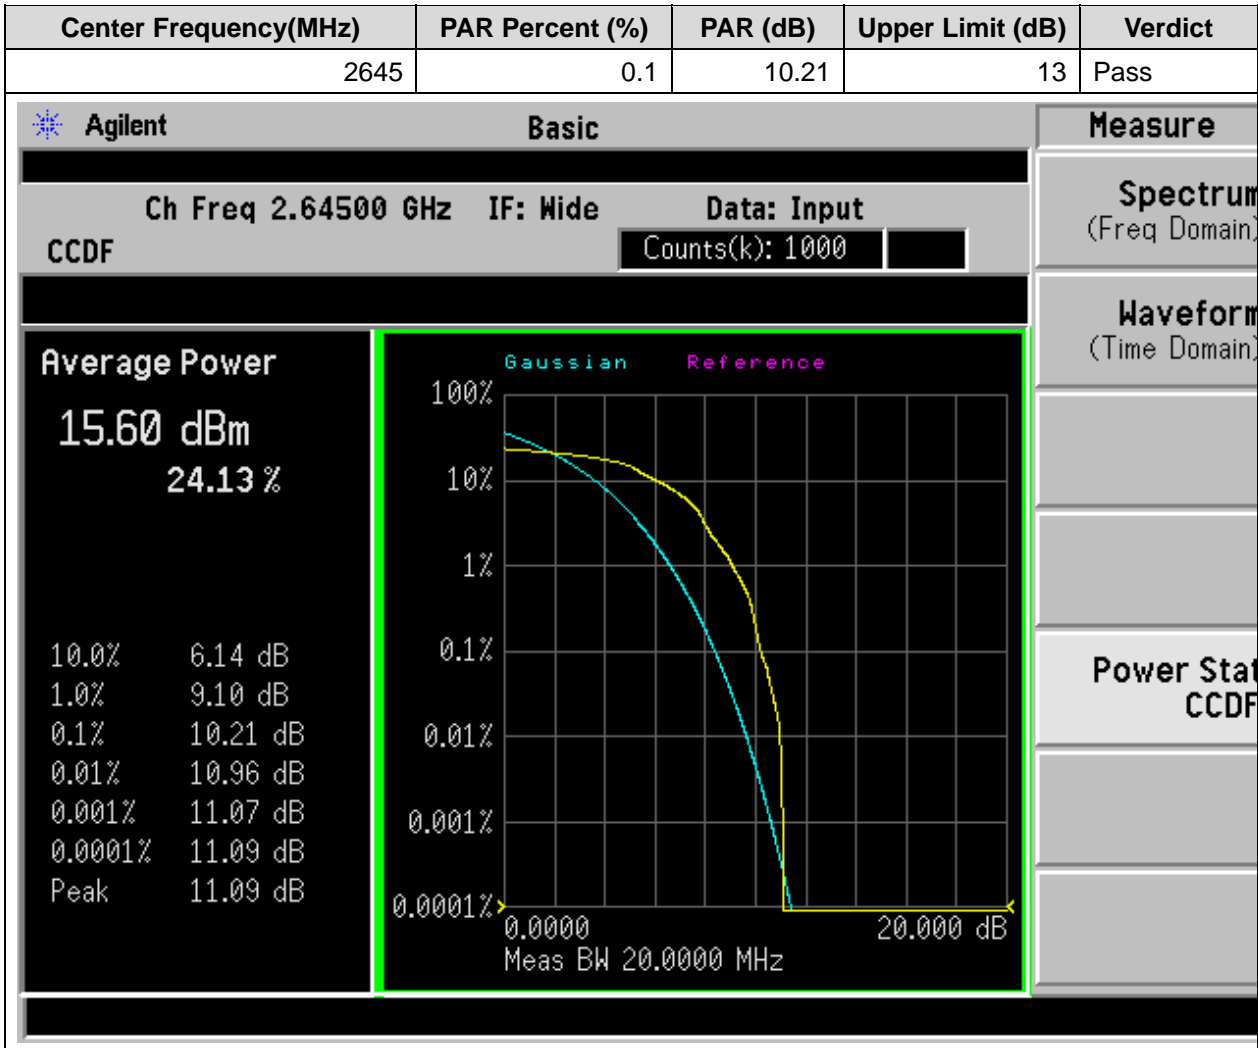 Center Frequency(MHz) PAR Percent (%) PAR (dB) Upper Limit (dB) Verdict
2645 0.1 10.21 13 Pass
Agilent Basic Measure
Ch Freq 2.64500 GHz IF: Wide Data: Input
CCDF Counts(k): 1000
Spectrum
(Freq Domain)
Waveform
(Time Domain)
Power Stat
CCDF
Average Power
15.60 dBm
24.13 %
10.0% 6.14 dB
1.0% 9.10 dB
0.1% 10.21 dB
0.01% 10.96 dB
0.001% 11.07 dB
0.0001% 11.09 dB
Peak 11.09 dB
Gaussian Reference
100%
10%
1%
0.1%
0.01%
0.001%
0.0001%
0.0000 20.000 dB
Meas BW 20.0000 MHz